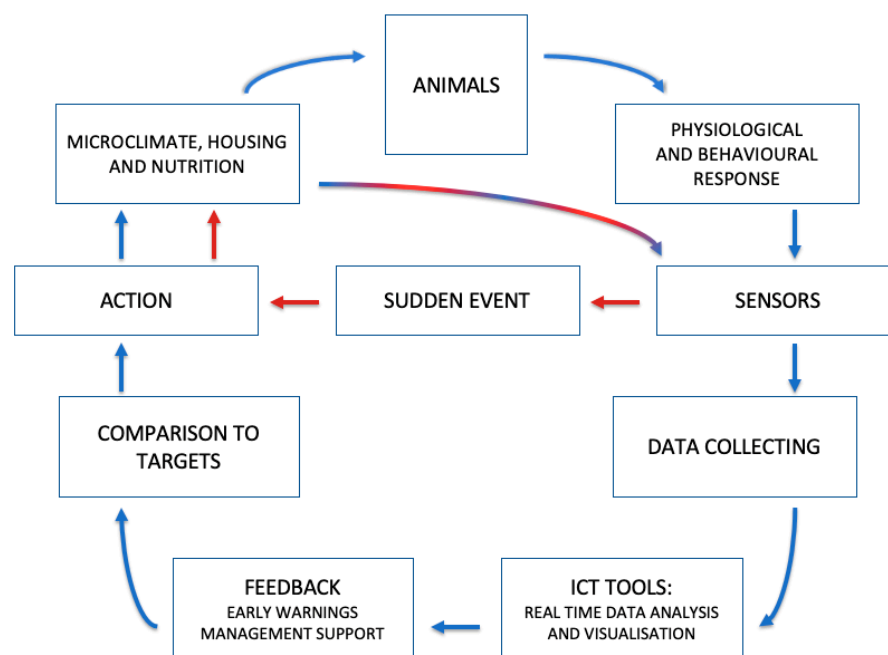 ANIMALS
MICROCLIMATE, HOUSING
AND NUTRITION
PHYSIOLOGICAL
AND BEHAVIOURAL
RESPONSE
ACTION
SUDDEN EVENT
SENSORS
COMPARISON TO
TARGETS
DATA COLLECTING
FEEDBACK
EARLY WARNINGS
MANAGEMENT SUPPORT
ICT TOOLS:
REAL TIME DATA ANALYSIS
AND VISUALISATION